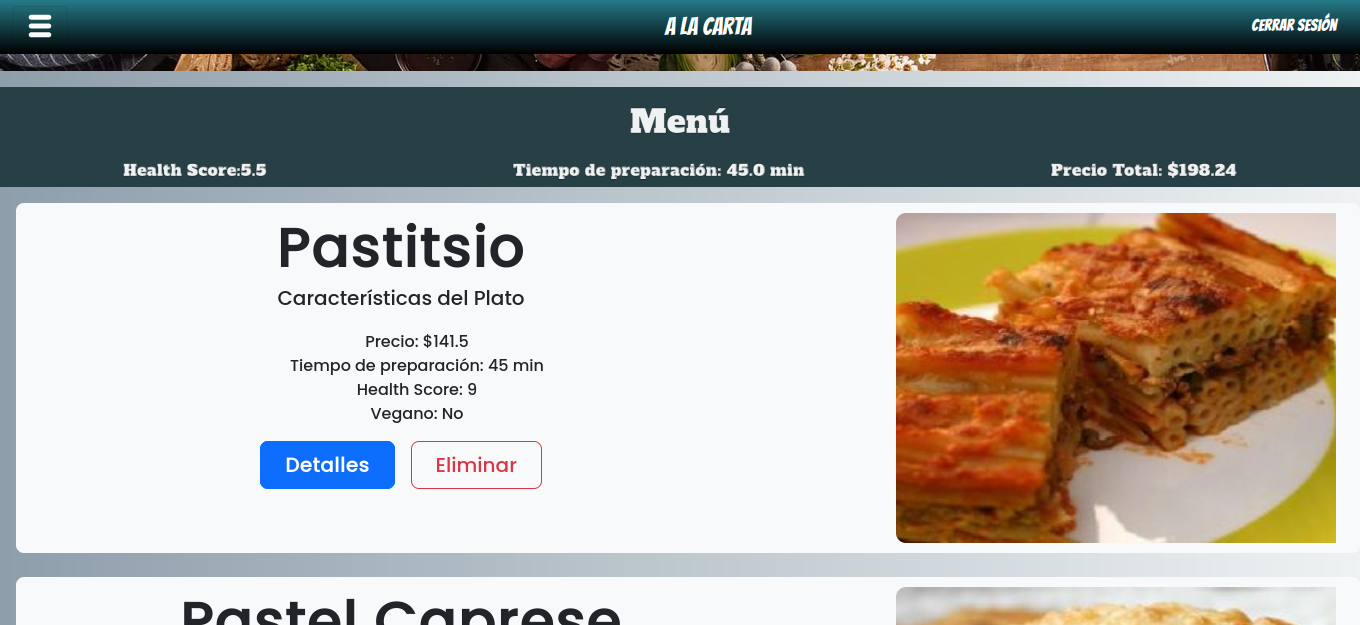 A LA CARTA
CERRAR SESIÓN
Menú
Health Score:5.5
Tiempo de preparación: 45.0 min
Precio Total: $198.24
Pastitsio
Características del Plato
Precio: $141.5
Tiempo de preparación: 45 min
Health Score: 9
Vegano: No
Detalles
Eliminar
Pastel Caprese